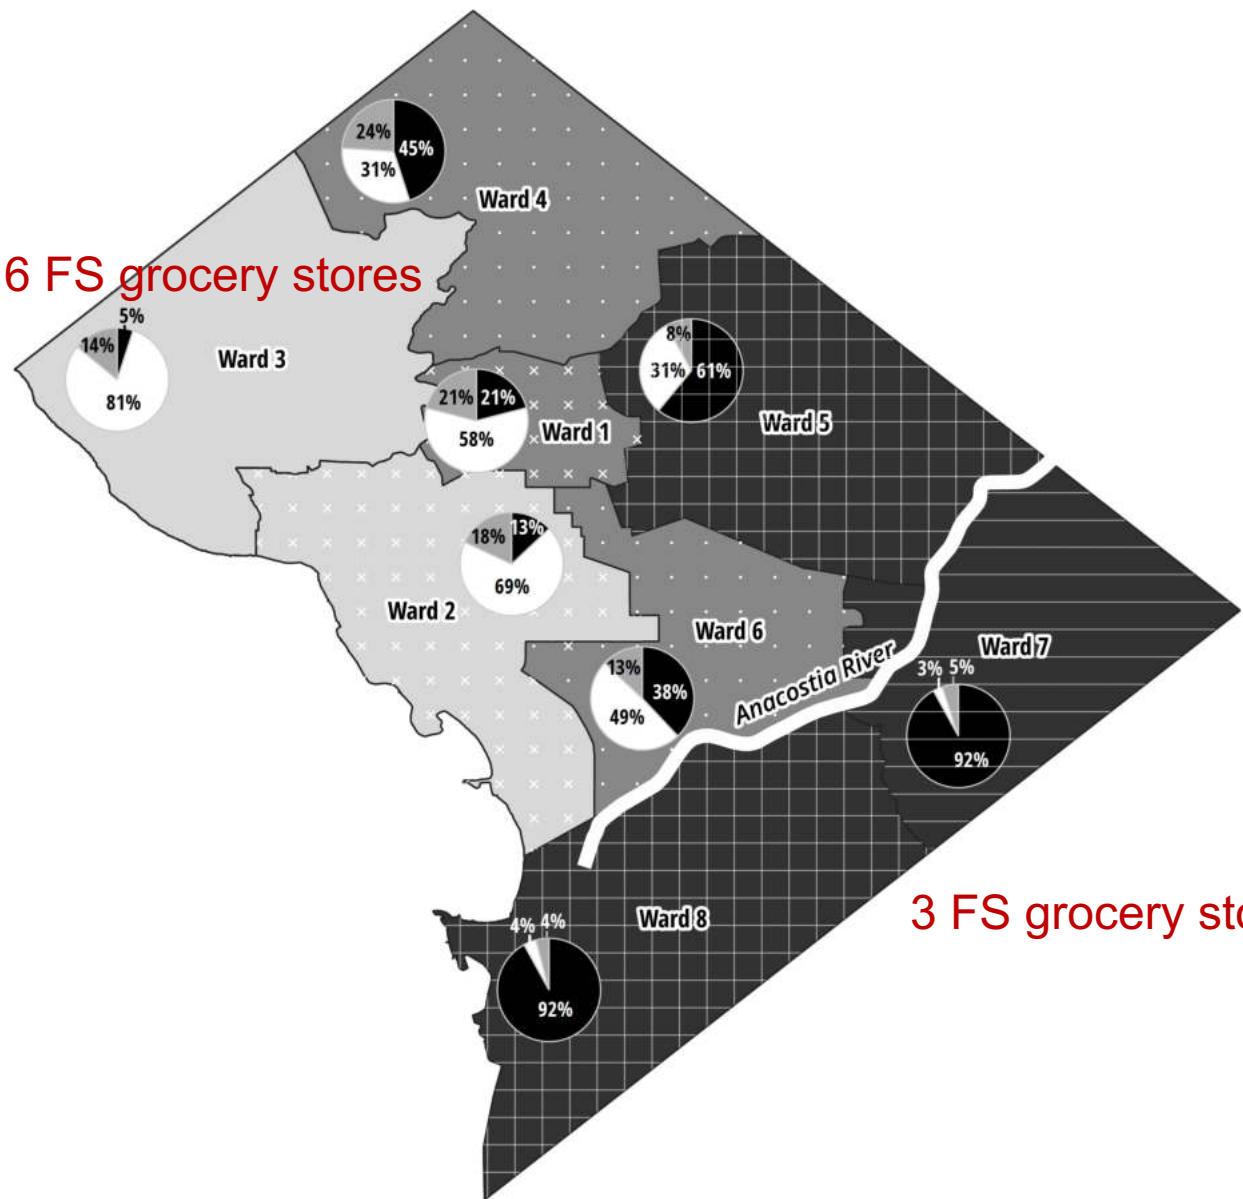 24%
45%
31%
Ward 4
6 FS grocery stores
5%
14%
81%
Ward 3
8%
31%
61%
Ward 5
21%
21%
58%
Ward 1
18%
13%
69%
Ward 2
Ward 6
13%
38%
49%
Anacostia River
Ward 7
3%
5%
92%
3 FS grocery sto
Ward 8
4%
4%
92%